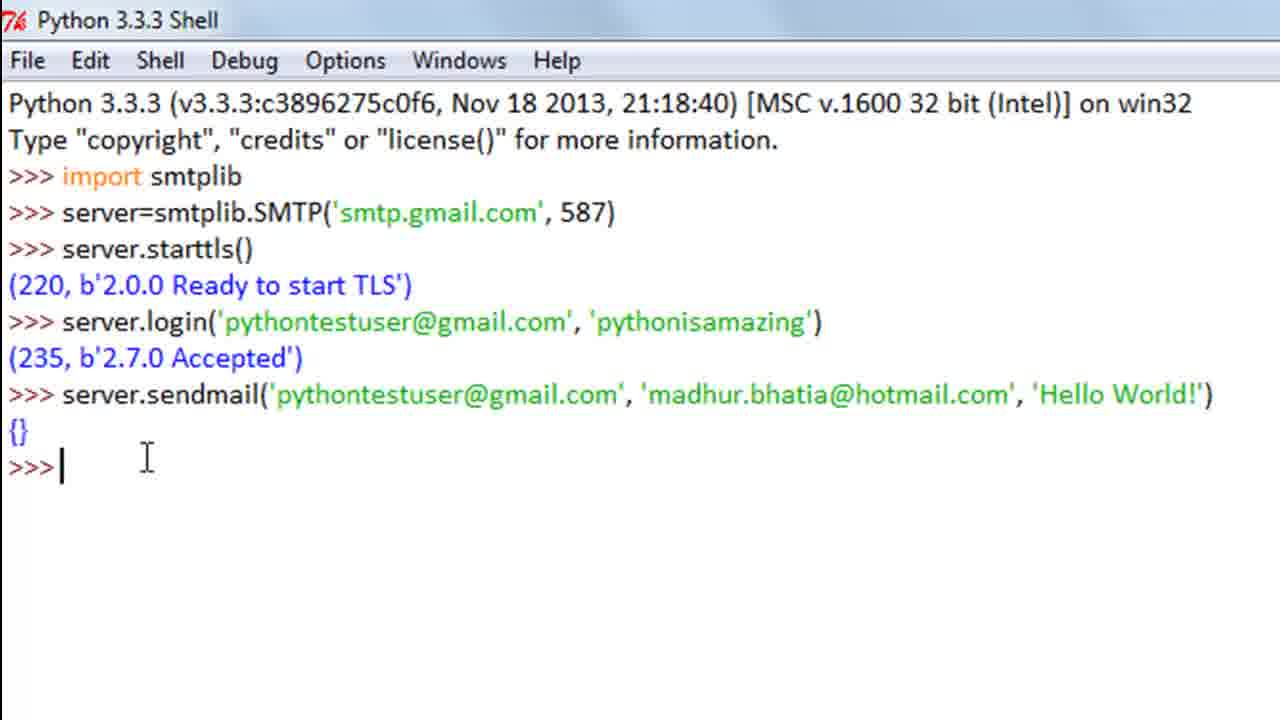 Python 3.3.3 Shell
File Edit Shell Debug Options Windows Help
Python 3.3.3 (v3.3.3:c3896275c0f6, Nov 18 2013, 21:18:40) [MSC v.1600 32 bit (Intel)] on win32
Type "copyright", "credits" or "license()" for more information.
>>> import smtplib
>>> server=smtplib.SMTP('smtp.gmail.com', 587)
>>> server.starttls()
(220, b'2.0.0 Ready to start TLS')
>>> server.login('pythontestuser@gmail.com', 'pythonisamazing')
(235, b'2.7.0 Accepted')
>>> server.sendmail('pythontestuser@gmail.com', 'madhur.bhatia@hotmail.com', 'Hello World!')
{}
>>>